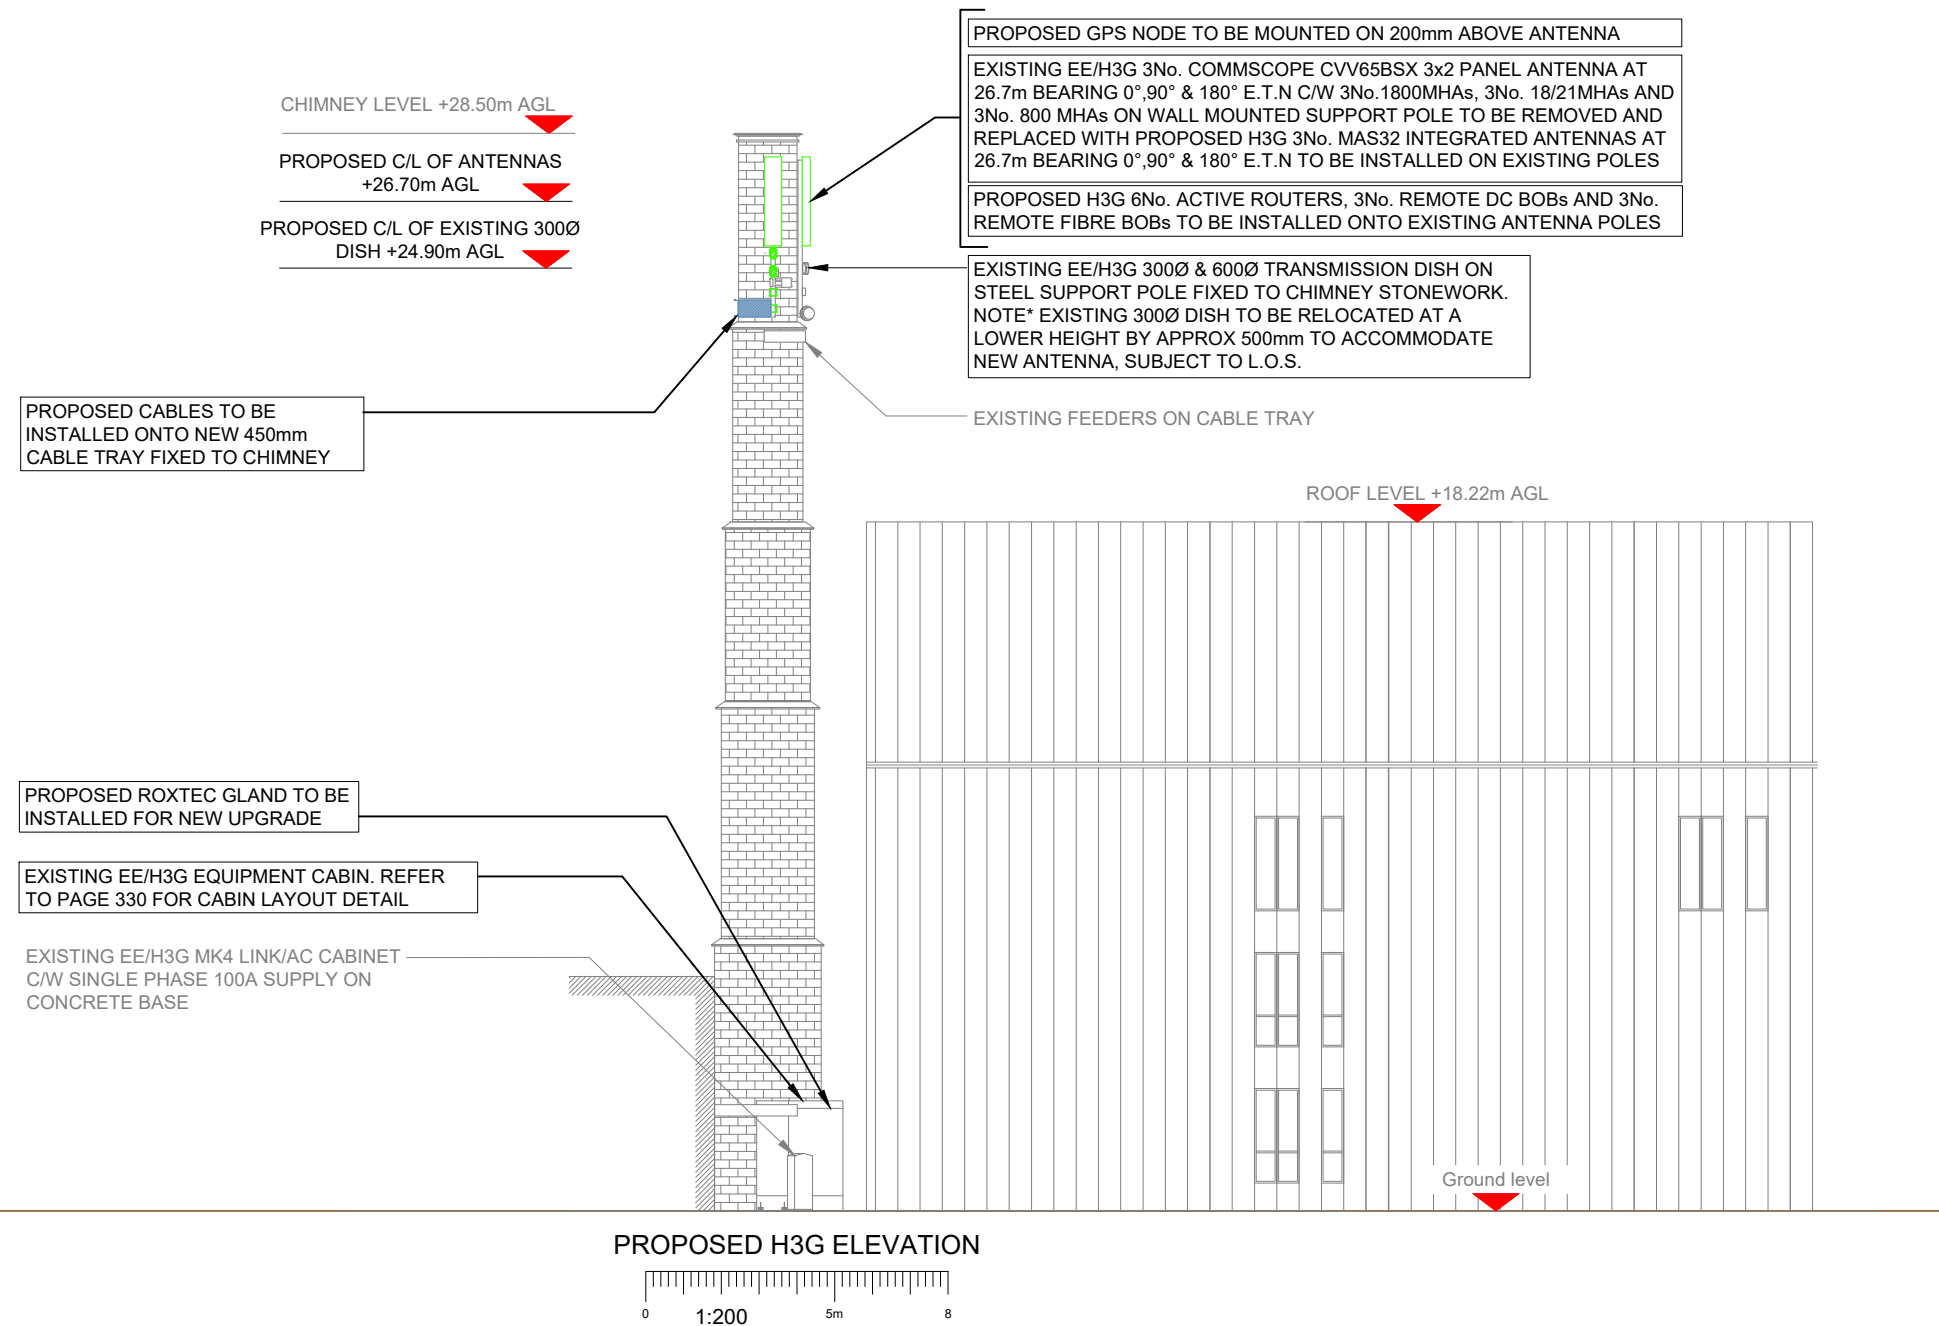 PROPOSED GPS NODE TO BE MOUNTED ON 200mm ABOVE ANTENNA
EXISTING EE/H3G 3No. COMMSCOPE CVV65BSX 3x2 PANEL ANTENNA AT
26.7m BEARING 0°,90° & 180° E.T.N C/W 3No.1800MHAs, 3No. 18/21MHAs AND
3No. 800 MHAs ON WALL MOUNTED SUPPORT POLE TO BE REMOVED AND
REPLACED WITH PROPOSED H3G 3No. MAS32 INTEGRATED ANTENNAS AT
26.7m BEARING 0°,90° & 180° E.T.N TO BE INSTALLED ON EXISTING POLES
PROPOSED H3G 6No. ACTIVE ROUTERS, 3No. REMOTE DC BOBs AND 3No.
REMOTE FIBRE BOBs TO BE INSTALLED ONTO EXISTING ANTENNA POLES
CHIMNEY LEVEL +28.50m AGL
PROPOSED C/L OF ANTENNAS
+26.70m AGL
PROPOSED C/L OF EXISTING 300Ø
DISH +24.90m AGL
EXISTING EE/H3G 300Ø & 600Ø TRANSMISSION DISH ON
STEEL SUPPORT POLE FIXED TO CHIMNEY STONEWORK.
NOTE* EXISTING 300Ø DISH TO BE RELOCATED AT A
LOWER HEIGHT BY APPROX 500mm TO ACCOMMODATE
NEW ANTENNA, SUBJECT TO L.O.S.
PROPOSED CABLES TO BE
INSTALLED ONTO NEW 450mm
CABLE TRAY FIXED TO CHIMNEY
EXISTING FEEDERS ON CABLE TRAY
ROOF LEVEL +18.22m AGL
PROPOSED ROXTEC GLAND TO BE
INSTALLED FOR NEW UPGRADE
EXISTING EE/H3G EQUIPMENT CABIN. REFER
TO PAGE 330 FOR CABIN LAYOUT DETAIL
EXISTING EE/H3G MK4 LINK/AC CABINET
C/W SINGLE PHASE 100A SUPPLY ON
CONCRETE BASE
Ground level
PROPOSED H3G ELEVATION
0 1:200 5m 8